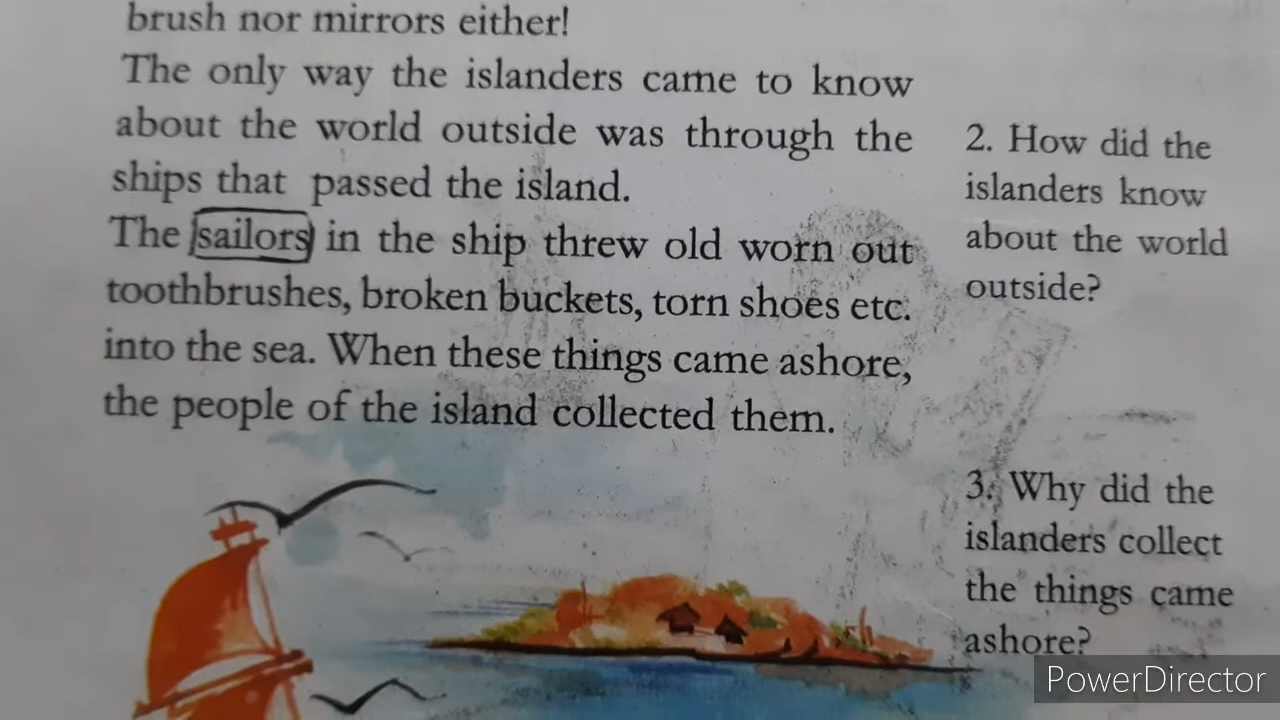 brush nor mirrors either!
The only way the islanders came to know
about the world outside was through the
ships that passed the island.
The sailors in the ship threw old worn out
toothbrushes, broken buckets, torn shoes etc.
into the sea. When these things came ashore,
the people of the island collected them.
2. How did the
islanders know
about the world
outside?
3. Why did the
islanders collect
the things came
ashore?
PowerDirector